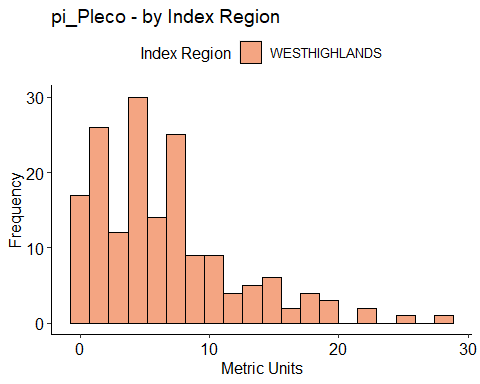 pi_Pleco - by Index Region
Index Region WESTHIGHLANDS
30
20
10
0
Frequency
0 10 20 30
Metric Units